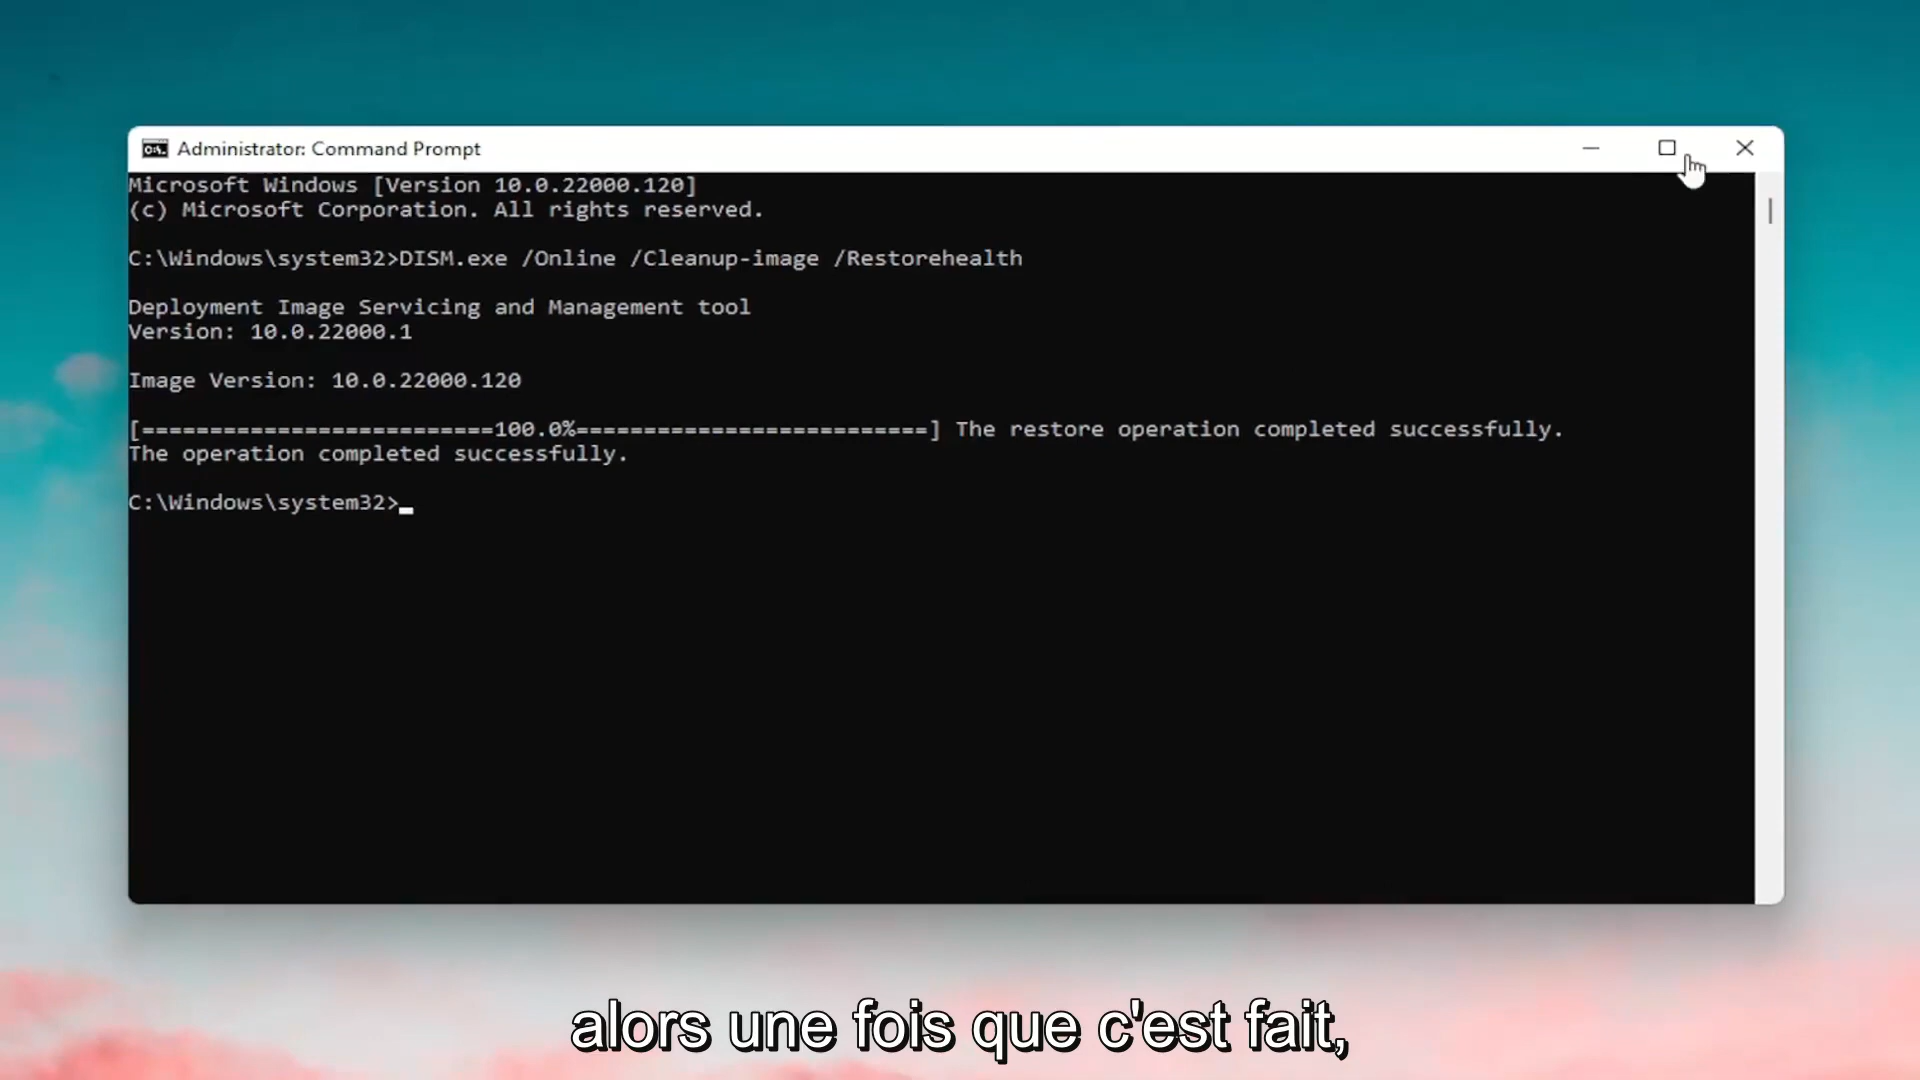 Administrator: Command Prompt
Microsoft Windows [Version 10.0.22000.120]
(c) Microsoft Corporation. All rights reserved.
C:\Windows\system32>DISM.exe /Online /Cleanup-image /Restorehealth
Deployment Image Servicing and Management tool
Version: 10.0.22000.1
Image Version: 10.0.22000.120
[==========================100.0%==========================] The restore operation completed successfully.
The operation completed successfully.
C:\Windows\system32>
alors une fois que c'est fait,